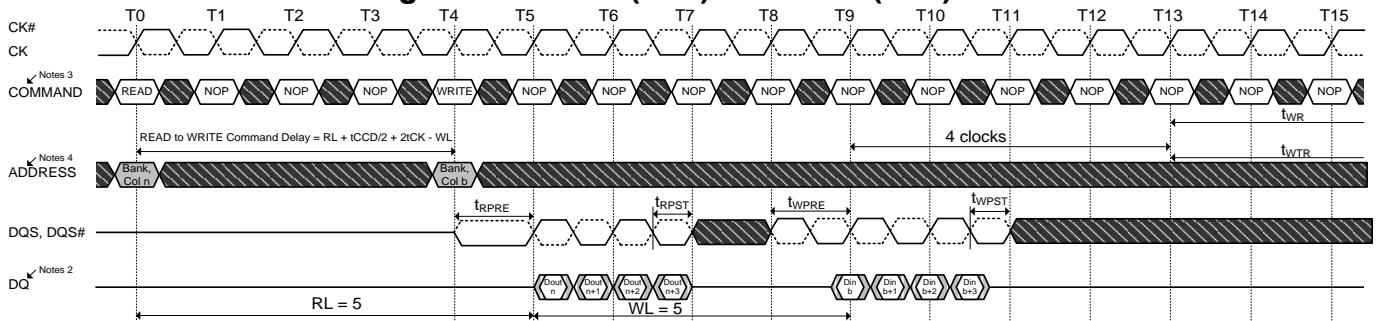 T0 T1 T2 T3 T4 T5 T6 T7 T8 T9 T10 T11 T12 T13 T14 T15
CK#
CK
Notes 3
COMMAND READ NOP NOP NOP WRITE NOP NOP NOP NOP NOP NOP NOP NOP NOP NOP NOP
tWR
READ to WRITE Command Delay = RL + tCCD/2 + 2tCK - WL
4 clocks
tWTR
Notes 4
ADDRESS Bank, Col n Bank, Col b
tRPRE tRPST tWPRE tWPST
DQS, DQS#
Notes 2
DQ Dout n Dout n+1 Dout n+2 Dout n+3 Din b Din b+1 Din b+2 Din b+3
RL = 5 WL = 5